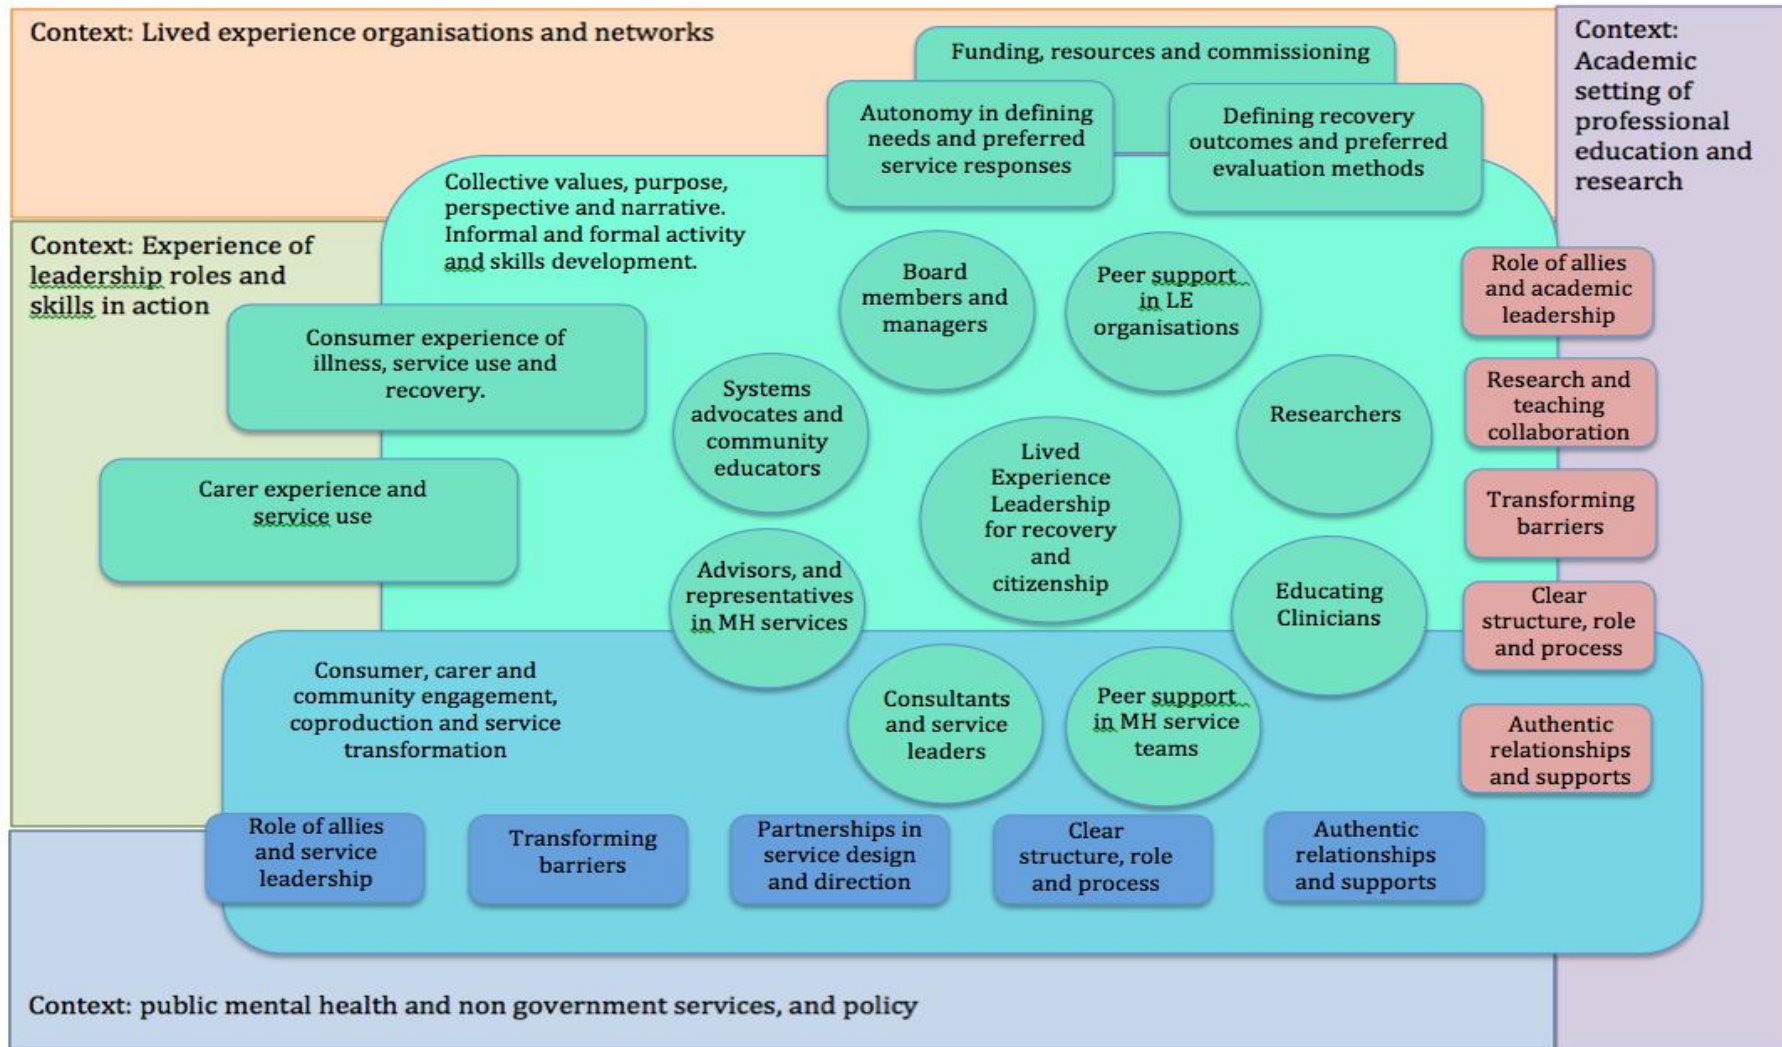 Context: Lived experience organisations and networks
Funding, resources and commissioning
Autonomy in defining
needs and preferred
service responses
Defining recovery
outcomes and preferred
evaluation methods
Context:
Academic
setting of
professional
education and
research
Collective values, purpose,
perspective and narrative.
Informal and formal activity
and skills development.
Context: Experience of
leadership roles and
skills in action
Board
members and
managers
Peer support
in LE
organisations
Role of allies
and academic
leadership
Consumer experience of
illness, service use and
recovery.
Systems
advocates and
community
educators
Researchers
Research and
teaching
collaboration
Lived
Experience
Leadership
for recovery
and
citizenship
Carer experience and
service use
Transforming
barriers
Advisors, and
representatives
in MH services
Educating
Clinicians
Clear
structure, role
and process
Consumer, carer and
community engagement,
coproduction and service
transformation
Consultants
and service
leaders
Peer support
in MH service
teams
Authentic
relationships
and supports
Role of allies
and service
leadership
Transforming
barriers
Partnerships in
service design
and direction
Clear
structure, role
and process
Authentic
relationships
and supports
Context: public mental health and non government services, and policy